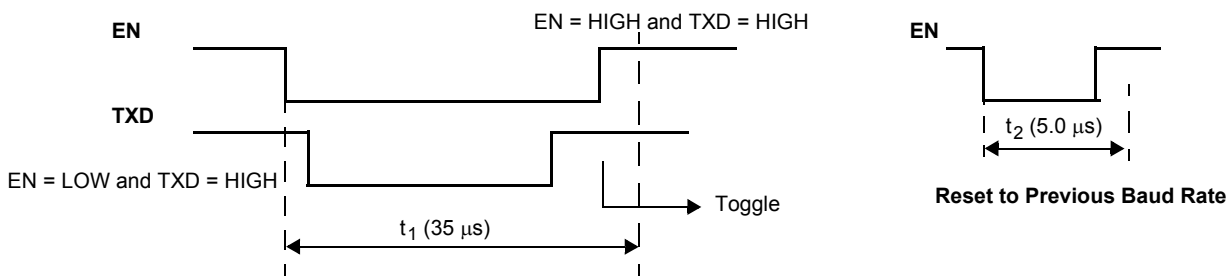 EN = HIGH and TXD = HIGH
EN
EN
TXD
t1 (35 μs)
EN = LOW and TXD = HIGH
Toggle
t2 (5.0 μs)
Reset to Previous Baud Rate